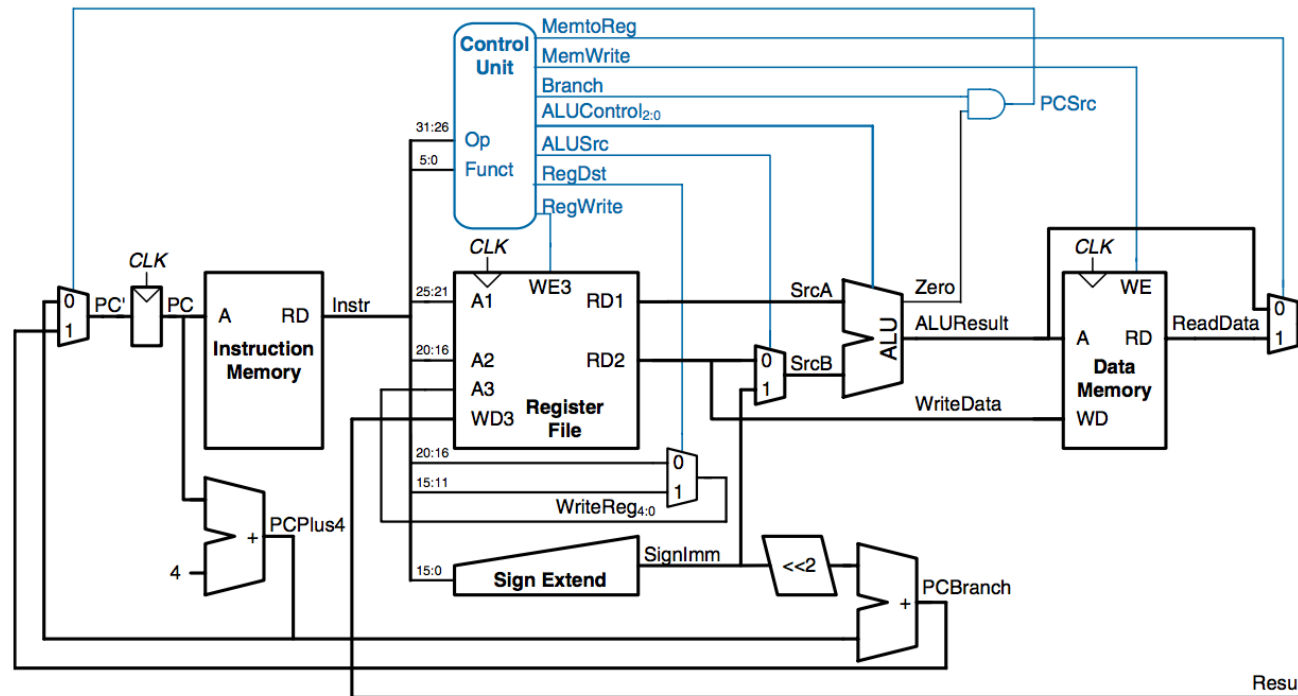 MemtoReg
Control
Unit
MemWrite
Branch
PCSrc
ALUControl2:0
31:26
Op
ALUSrc
5:0
Funct
RegDst
RegWrite
CLK
CLK
CLK
0
1
PC'
PC
A
RD
Instr
Instruction
Memory
25:21
A1
WE3
RD1
SrcA
Zero
WE
20:16
A2
RD2
0
1
SrcB
ALU
ALUResult
A
RD
ReadData
0
1
Data
Memory
A3
WD3
Register
File
WriteData
WD
20:16
0
15:11
1
WriteReg4:0
PCPlus4
+
4
15:0
Sign Extend
SignImm
<<2
+
PCBranch
Resu